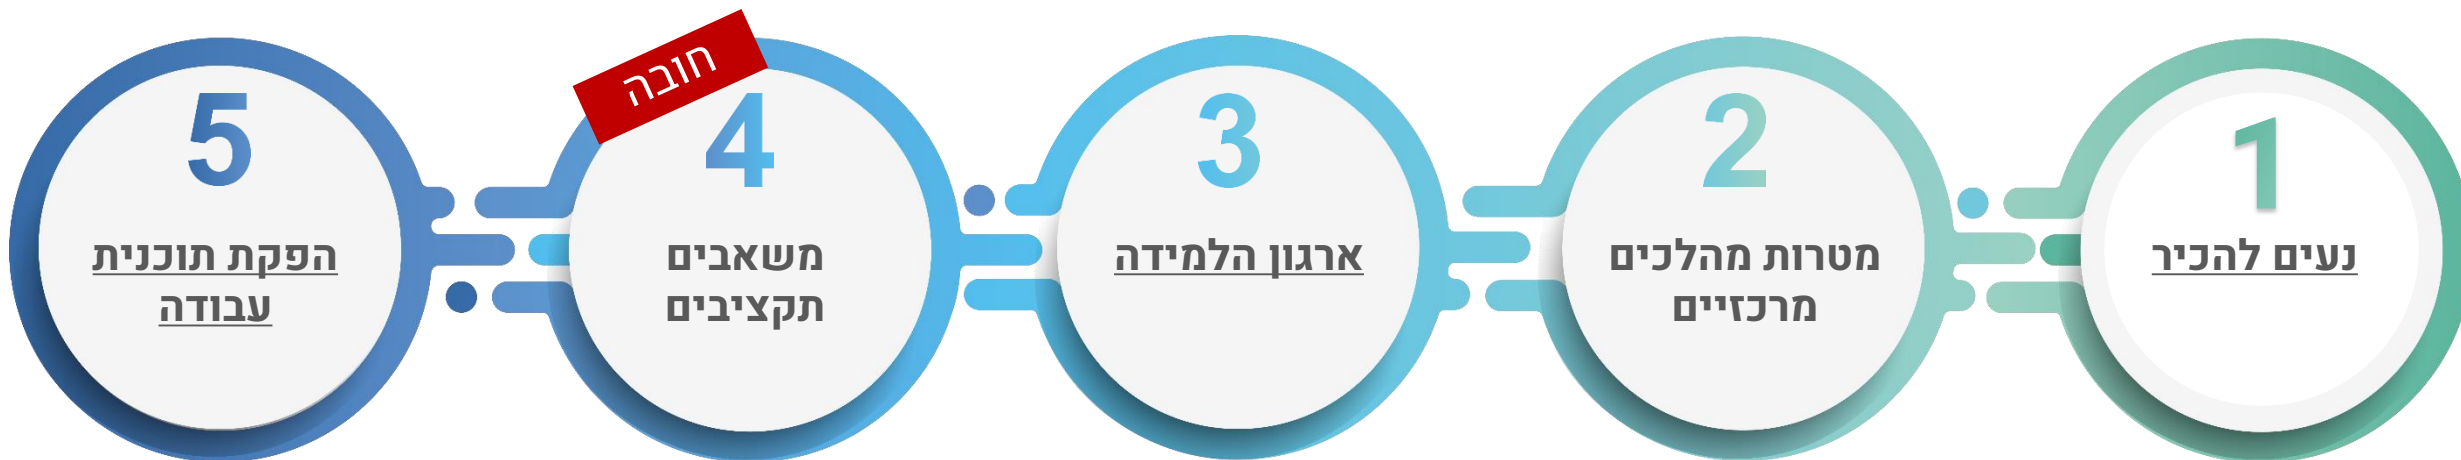 1
נעים להכיר
2
מטרות מהלכים
מרכזיים
3
ארגון הלמידה
חובה
4
משאבים
תקציבים
5
הפקת תוכנית
עבודה